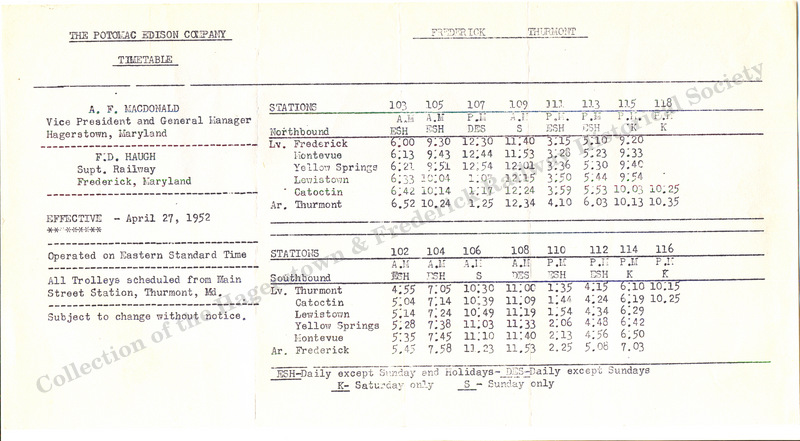 THE POTOMAC EDISON COMPANY
TIMETABLE
A. F. MACDONALD
Vice President and General Manager
Hagerstown, Maryland
F.D. HAUGH
Supt. Railway
Frederick, Maryland
EFFECTIVE - April 27, 1952
** ******
Operated on Eastern Standard Time
All Trolleys scheduled from Main
Street Station, Thurmont, Md.
Subject to change without notice.
FREDERICK THURMONT
STATIONS 103 105 107 109 111 113 115 118
A.M A.M P.M A.M P.M. P.M P.M. P.M
Northbound ESH ESH DES S ESH ESH K K
Lv. Frederick 6.00 9.30 12.30 11.40 3.15 5.10 9.20
Montevue 6.13 9.43 12.44 11.53 3.28 5.23 9.33
Yellow Springs 6.21 9.51 12.54 12.01 3.36 5.30 9.40
Lewistown 6.33 10.04 1.07 12.15 3.50 5.44 9.54
Catoctin 6.42 10.14 1.17 12.24 3.59 5.53 10.03 10.25
Ar. Thurmont 6.52 10.24 1.25 12.34 4.10 6.03 10.13 10.35
STATIONS 102 104 106 108 110 112 114 116
A.M A.M A.M A.M P.M P.M P.M P.M
Southbound ESH ESH S DES ESH ESH K K
Lv. Thurmont 4.55 7.05 10.30 11.00 1.35 4.15 6.10 10.15
Catoctin 5.04 7.14 10.39 11.09 1.44 4.24 6.19 10.25
Lewistown 5.14 7.24 10.49 11.19 1.54 4.34 6.29
Yellow Springs 5.28 7.38 11.03 11.33 2.06 4.48 6.42
Montevue 5.35 7.45 11.10 11.40 2.13 4.56 6.50
Ar. Frederick 5.45 7.58 11.23 11.53 2.25 5.08 7.03
ESH-Daily except Sunday and Holidays- DES-Daily except Sundays
K- Saturday only S - Sunday only
Collection of the Hagerstown & Frederick Railway Historical Society